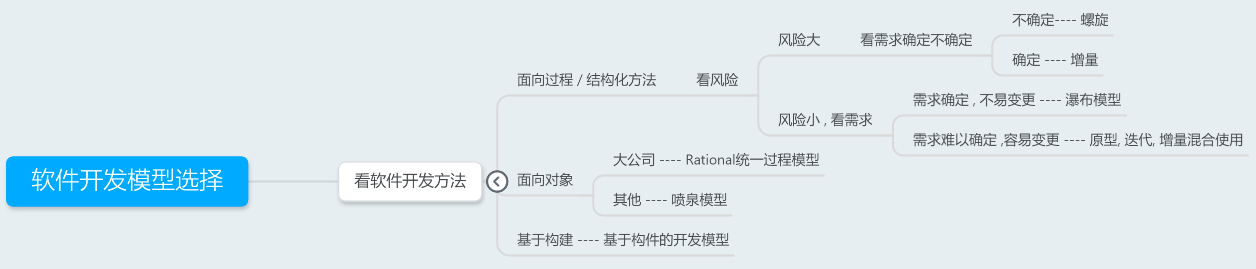 软件开发模型选择
看软件开发方法
面向过程 / 结构化方法
看风险
风险大
看需求确定不确定
不确定---- 螺旋
确定 ---- 增量
风险小 , 看需求
需求确定 , 不易变更 ---- 瀑布模型
需求难以确定 ,容易变更 ---- 原型, 迭代, 增量混合使用
面向对象
大公司 ---- Rational统一过程模型
其他 ---- 喷泉模型
基于构建 ---- 基于构件的开发模型